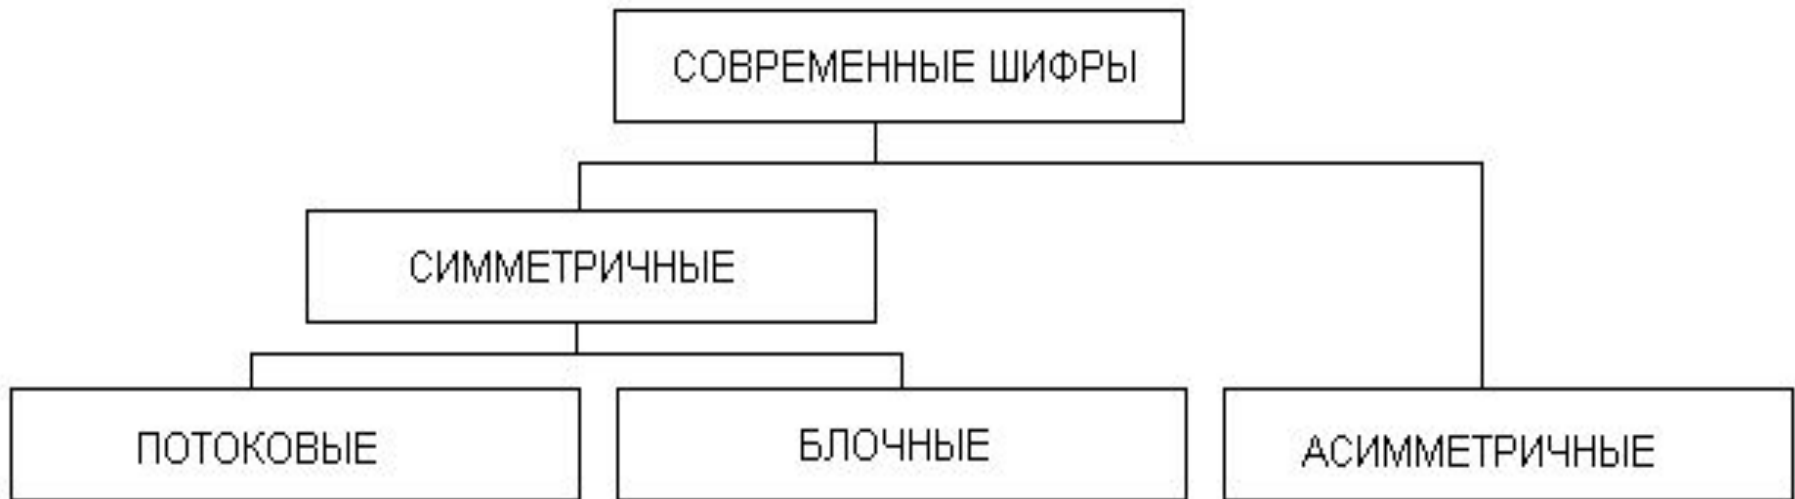 СОВРЕМЕННЫЕ ШИФРЫ
СИММЕТРИЧНЫЕ
ПОТОКОВЫЕ
БЛОЧНЫЕ
АСИММЕТРИЧНЫЕ